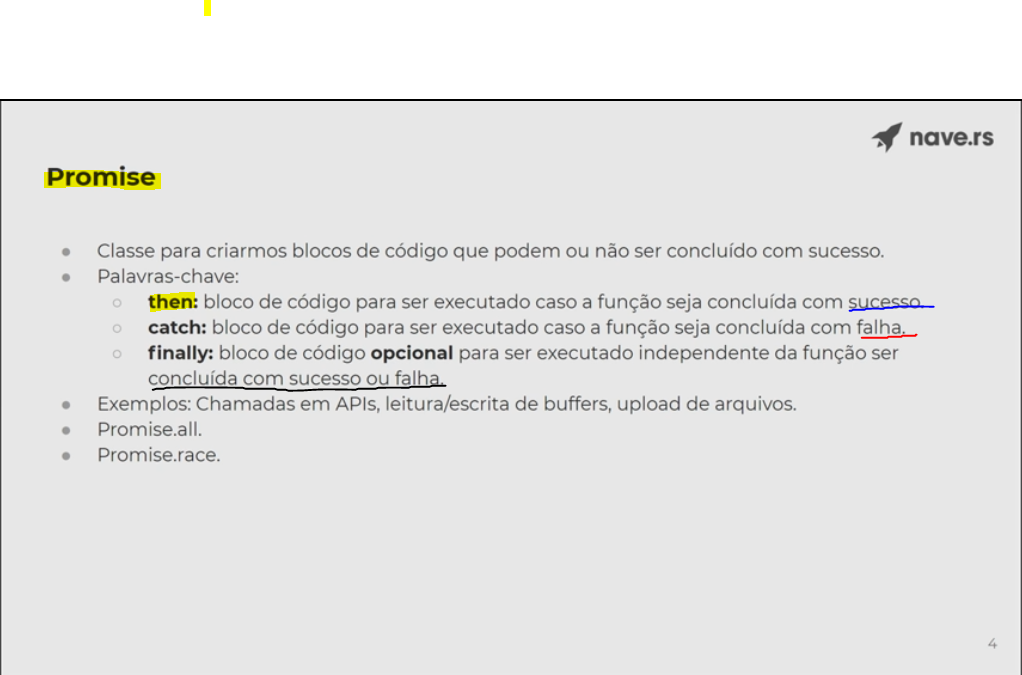 nave.rs
Promise
Classe para criarmos blocos de código que podem ou não ser concluído com sucesso.
Palavras-chave:
then: bloco de código para ser executado caso a função seja concluída com sucesso.
catch: bloco de código para ser executado caso a função seja concluída com falha.
finally: bloco de código opcional para ser executado independente da função ser
concluída com sucesso ou falha.
Exemplos: Chamadas em APIs, leitura/escrita de buffers, upload de arquivos.
Promise.all.
Promise.race.
4